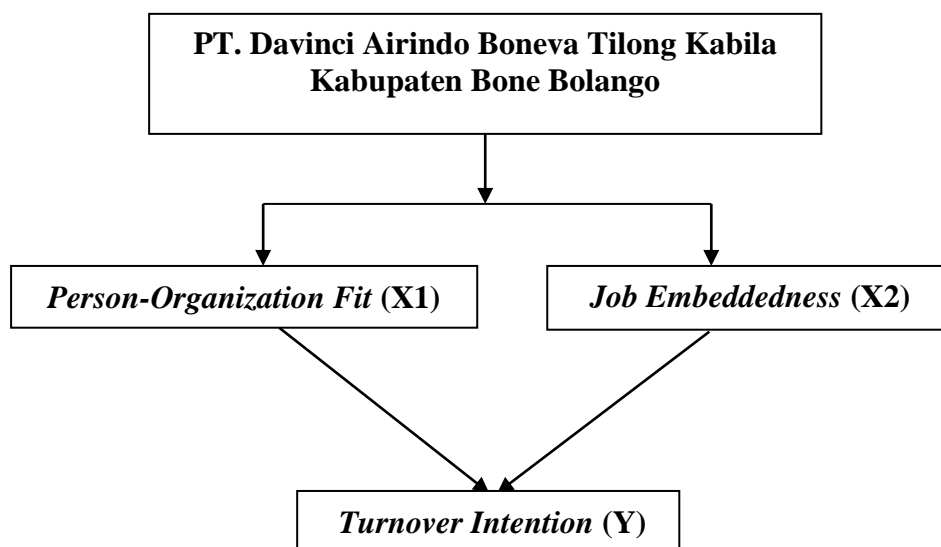 PT. Davinci Airindo Boneva Tilong Kabila
Kabupaten Bone Bolango
Person-Organization Fit (X1)
Job Embeddedness (X2)
Turnover Intention (Y)